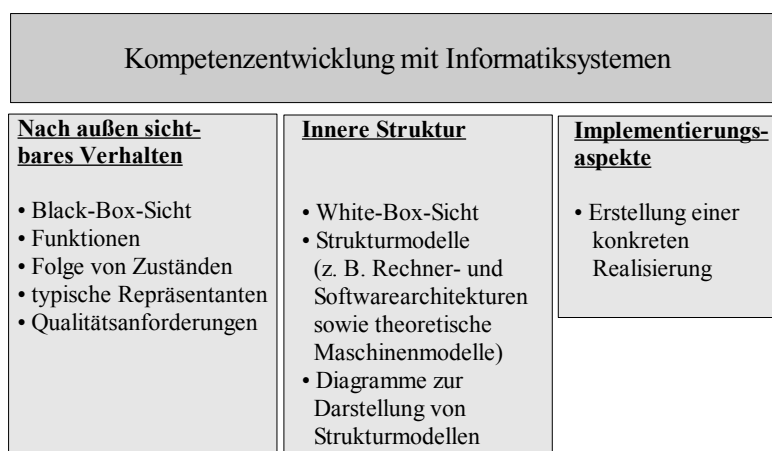 Kompetenzentwicklung mit Informatiksystemen
Nach außen sicht-
bares Verhalten
• Black-Box-Sicht
• Funktionen
• Folge von Zuständen
• typische Repräsentanten
• Qualitätsanforderungen
Innere Struktur
• White-Box-Sicht
• Strukturmodelle
(z. B. Rechner- und
Softwarearchitekturen
sowie theoretische
Maschinenmodelle)
• Diagramme zur
Darstellung von
Strukturmodellen
Implementierungs-
aspekte
• Erstellung einer
konkreten
Realisierung